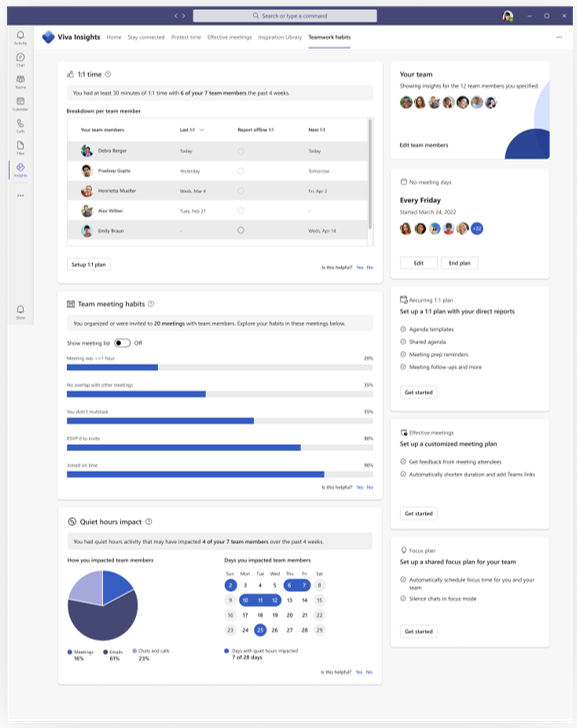 Search or type a command
Activity
Chat
Teams
Calendar
Calls
Files
Insights
Store
Viva Insights
Home
Stay connected
Protect time
Effective meetings
Inspiration Library
Teamwork habits
1:1 time
You had at least 30 minutes of 1:1 time with 6 of your 7 team members the past 4 weeks.
Breakdown per team member
Your team members Last 1:1 Report offline 1:1 Next 1:1
Debra Berger Today Today
Pradeep Gupta Yesterday Tomorrow
Henrietta Mueller Weds, Mar 4 Fri, Apr 2
Alex Wilber Tues, Feb 27 -
Emily Braun - Weds, Apr 14
Setup 1:1 plan
Is this helpful? Yes No
Team meeting habits
You organized or were invited to 20 meetings with team members. Explore your habits in these meetings below.
Show meeting list Off
Meeting was <=1 hour 20%
No overlap with other meetings 35%
You didn't multitask 55%
RSVP'd to invite 80%
Joined on time 90%
Is this helpful? Yes No
Quiet hours impact
You had quiet hours activity that may have impacted 4 of your 7 team members over the past 4 weeks.
How you impacted team members
Meetings 16%
Emails 61%
Chats and calls 23%
Days you impacted team members
Sun Mon Tue Wed Thu Fri Sat
2 3 4 5 6 7 8
9 10 11 12 13 14 15
16 17 18 19 20 21 22
23 24 25 26 27 28 29
Days with quiet hours impacted
7 of 28 days
Is this helpful? Yes No
Your team
Showing insights for the 12 team members you specified
Edit team members
No-meeting days
Every Friday
Started March 24, 2022
+22
Edit
End plan
Recurring 1:1 plan
Set up a 1:1 plan with your direct reports
Agenda templates
Shared agenda
Meeting prep reminders
Meeting follow-ups and more
Get started
Effective meetings
Set up a customized meeting plan
Get feedback from meeting attendees
Automatically shorten duration and add Teams links
Get started
Focus plan
Set up a shared focus plan for your team
Automatically schedule focus time for you and your
team
Silence chats in focus mode
Get started